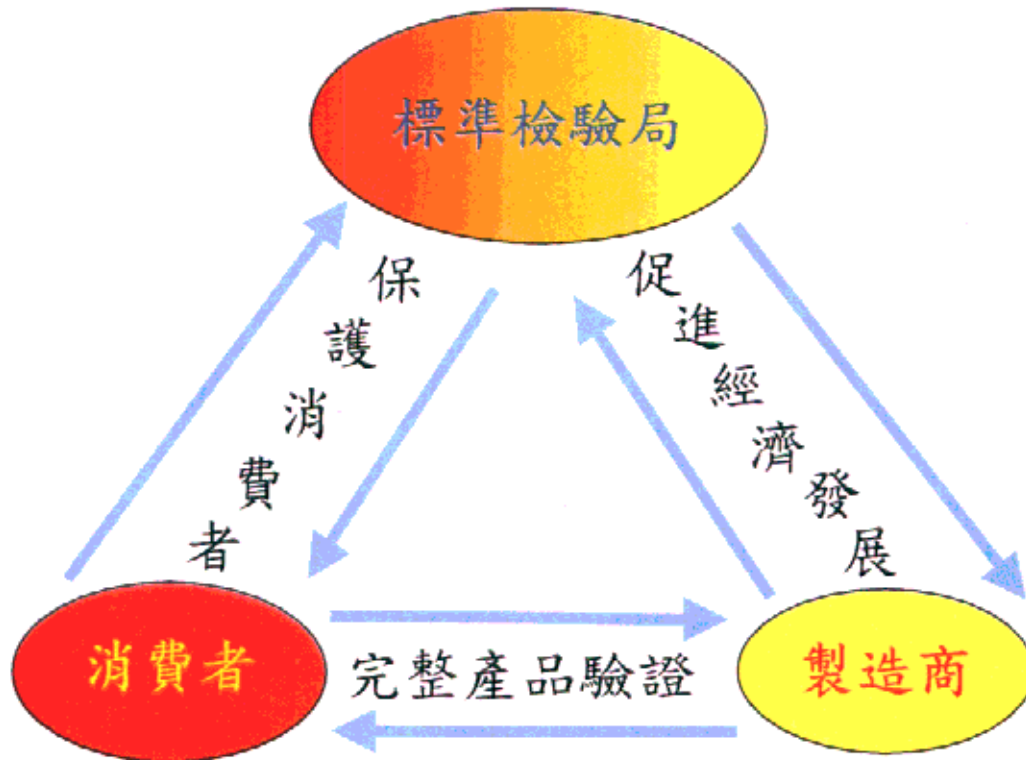 標準檢驗局
保護消費者
促進經濟發展
消費者
完整產品驗證
製造商